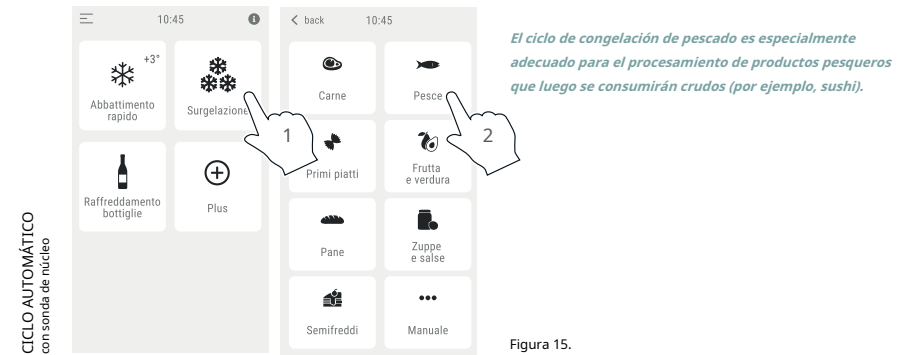 CICLO AUTOMÁTICO
con sonda de núcleo
10:45
+3°
Abbattimento
rapido
Surgelazione
Raffreddamento
bottiglie
Plus
1
back
10:45
Carne
Pesce
Primi piatti
Frutta
e verdura
Pane
Zuppe
e salse
Semifreddi
Manuale
2
El ciclo de congelación de pescado es especialmente
adecuado para el procesamiento de productos pesqueros
que luego se consumirán crudos (por ejemplo, sushi).
Figura 15.